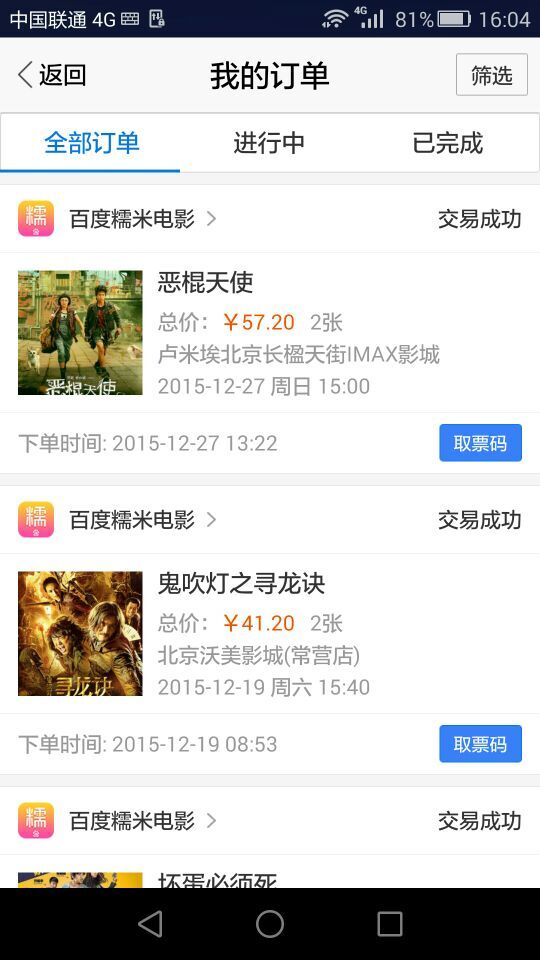 中国联通 4G 4G 81% 16:04
返回 我的订单 筛选
全部订单 进行中 已完成
糯 百度糯米电影 交易成功
恶棍天使
恶棍天使
总价: ¥57.20 2张
卢米埃北京长楹天街IMAX影城
2015-12-27 周日 15:00
下单时间: 2015-12-27 13:22 取票码
糯 百度糯米电影 交易成功
鬼吹灯之寻龙诀
寻龙诀
总价: ¥41.20 2张
北京沃美影城(常营店)
2015-12-19 周六 15:40
下单时间: 2015-12-19 08:53 取票码
糯 百度糯米电影 交易成功
坏蛋必须死